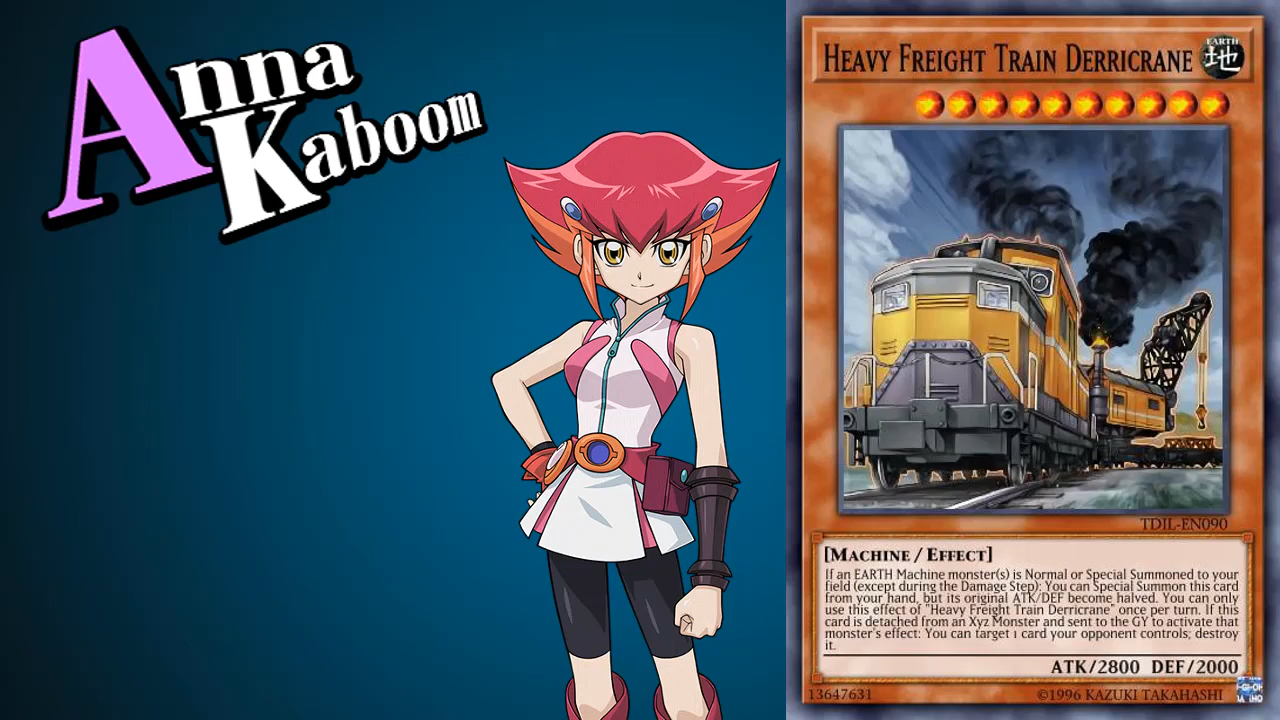 Anna
Kaboom
HEAVY FREIGHT TRAIN DERRICRANE
EARTH
地
TDIL-EN090
[MACHINE / EFFECT]
If an EARTH Machine monster(s) is Normal or Special Summoned to your
field (except during the Damage Step): You can Special Summon this card
from your hand, but its original ATK/DEF become halved. You can only
use this effect of "Heavy Freight Train Derricrane" once per turn. If this
card is detached from an Xyz Monster and sent to the GY to activate that
monster's effect: You can target 1 card your opponent controls; destroy
it.
ATK/2800 DEF/2000
13647631
©1996 KAZUKI TAKAHASHI